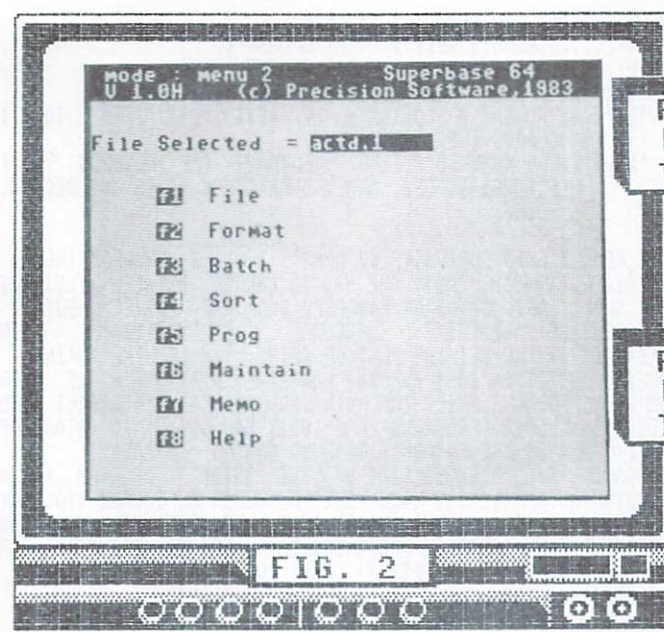 mode : menu 2 Superbase 64
V 1.0H (c) Precision Software,1983
File Selected = actd.1
f1 File
f2 Format
f3 Batch
f4 Sort
f5 Prog
f6 Maintain
f7 Memo
f8 Help
FIG. 2